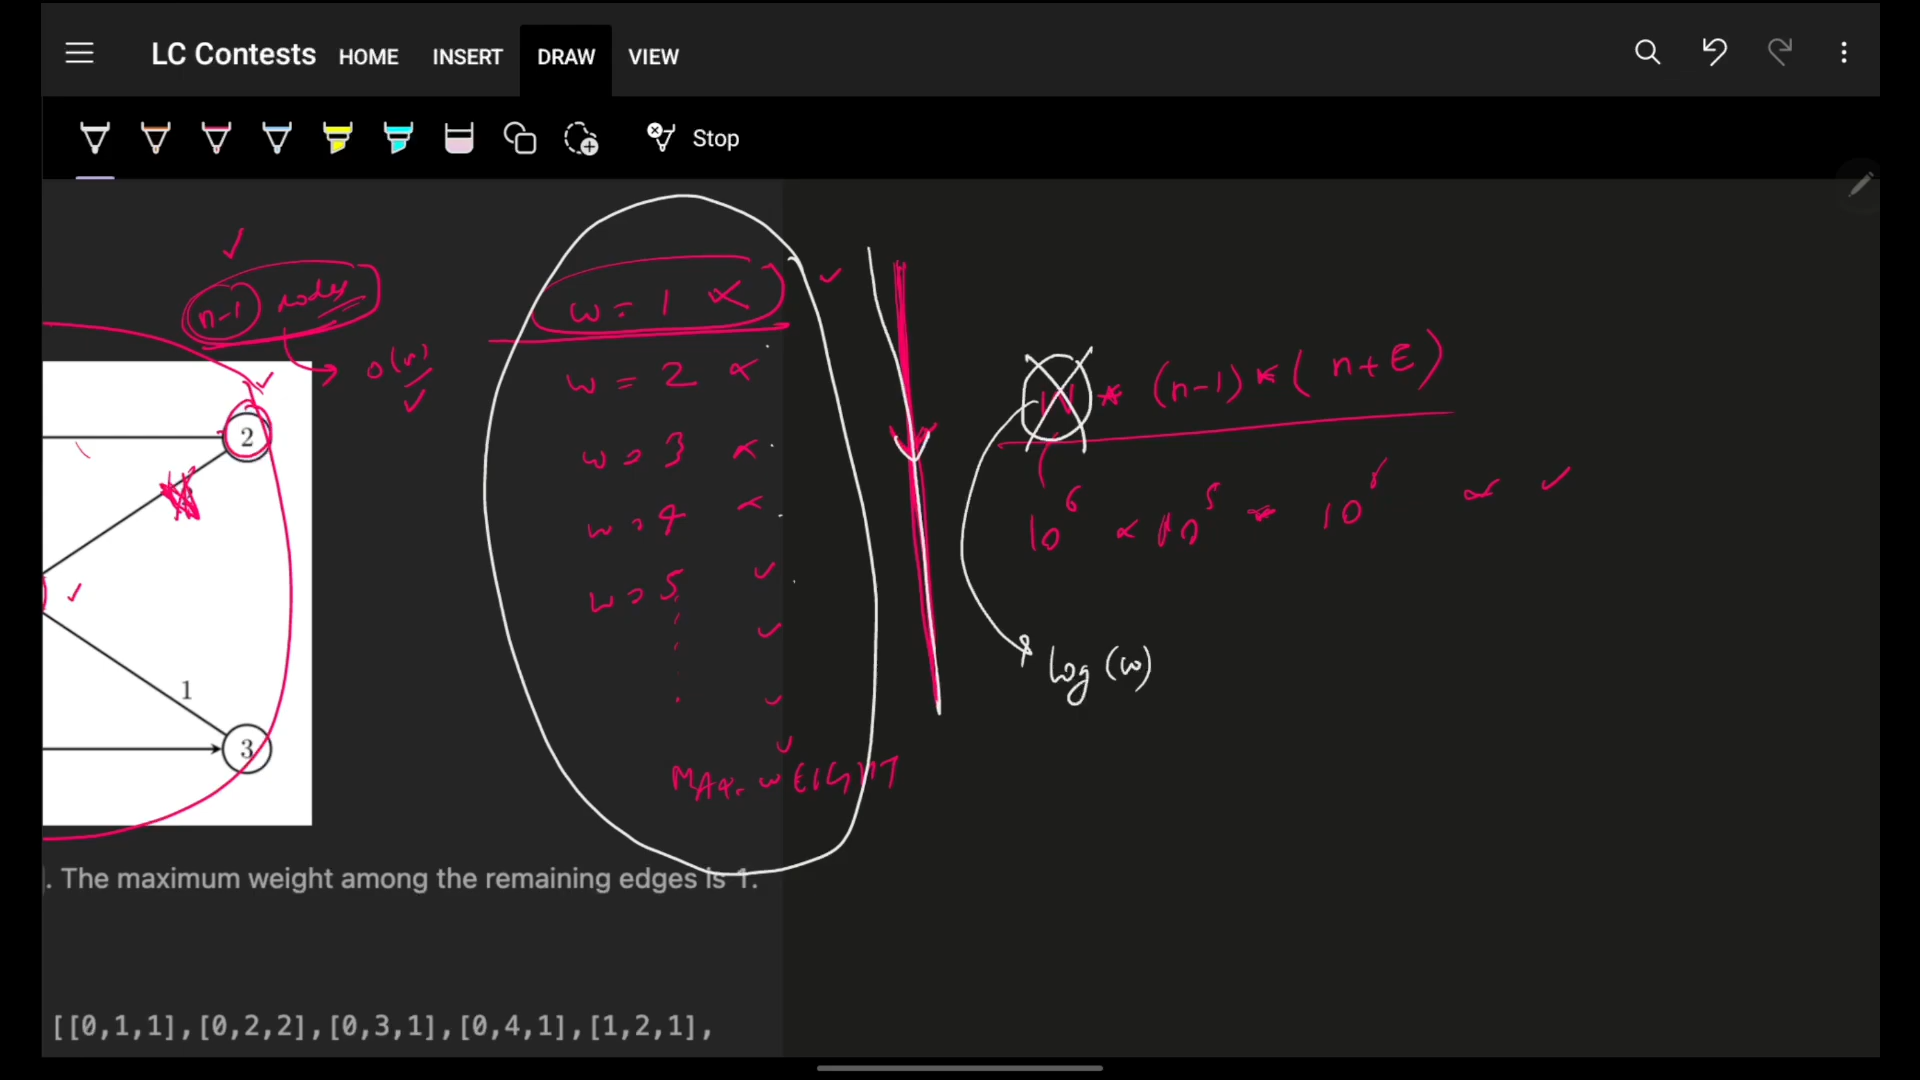 LC Contests HOME INSERT DRAW VIEW
Stop
n-1 nodes
O(n)
w = 1 ×
w = 2 ×
w = 3 ×
w = 4 ×
w = 5
MAX. WEIGHT
W * (n-1) * (n+E)
10^6 × 10^5 * 10^5
log(w)
2
1
3
. The maximum weight among the remaining edges is 1.
[[0,1,1],[0,2,2],[0,3,1],[0,4,1],[1,2,1],